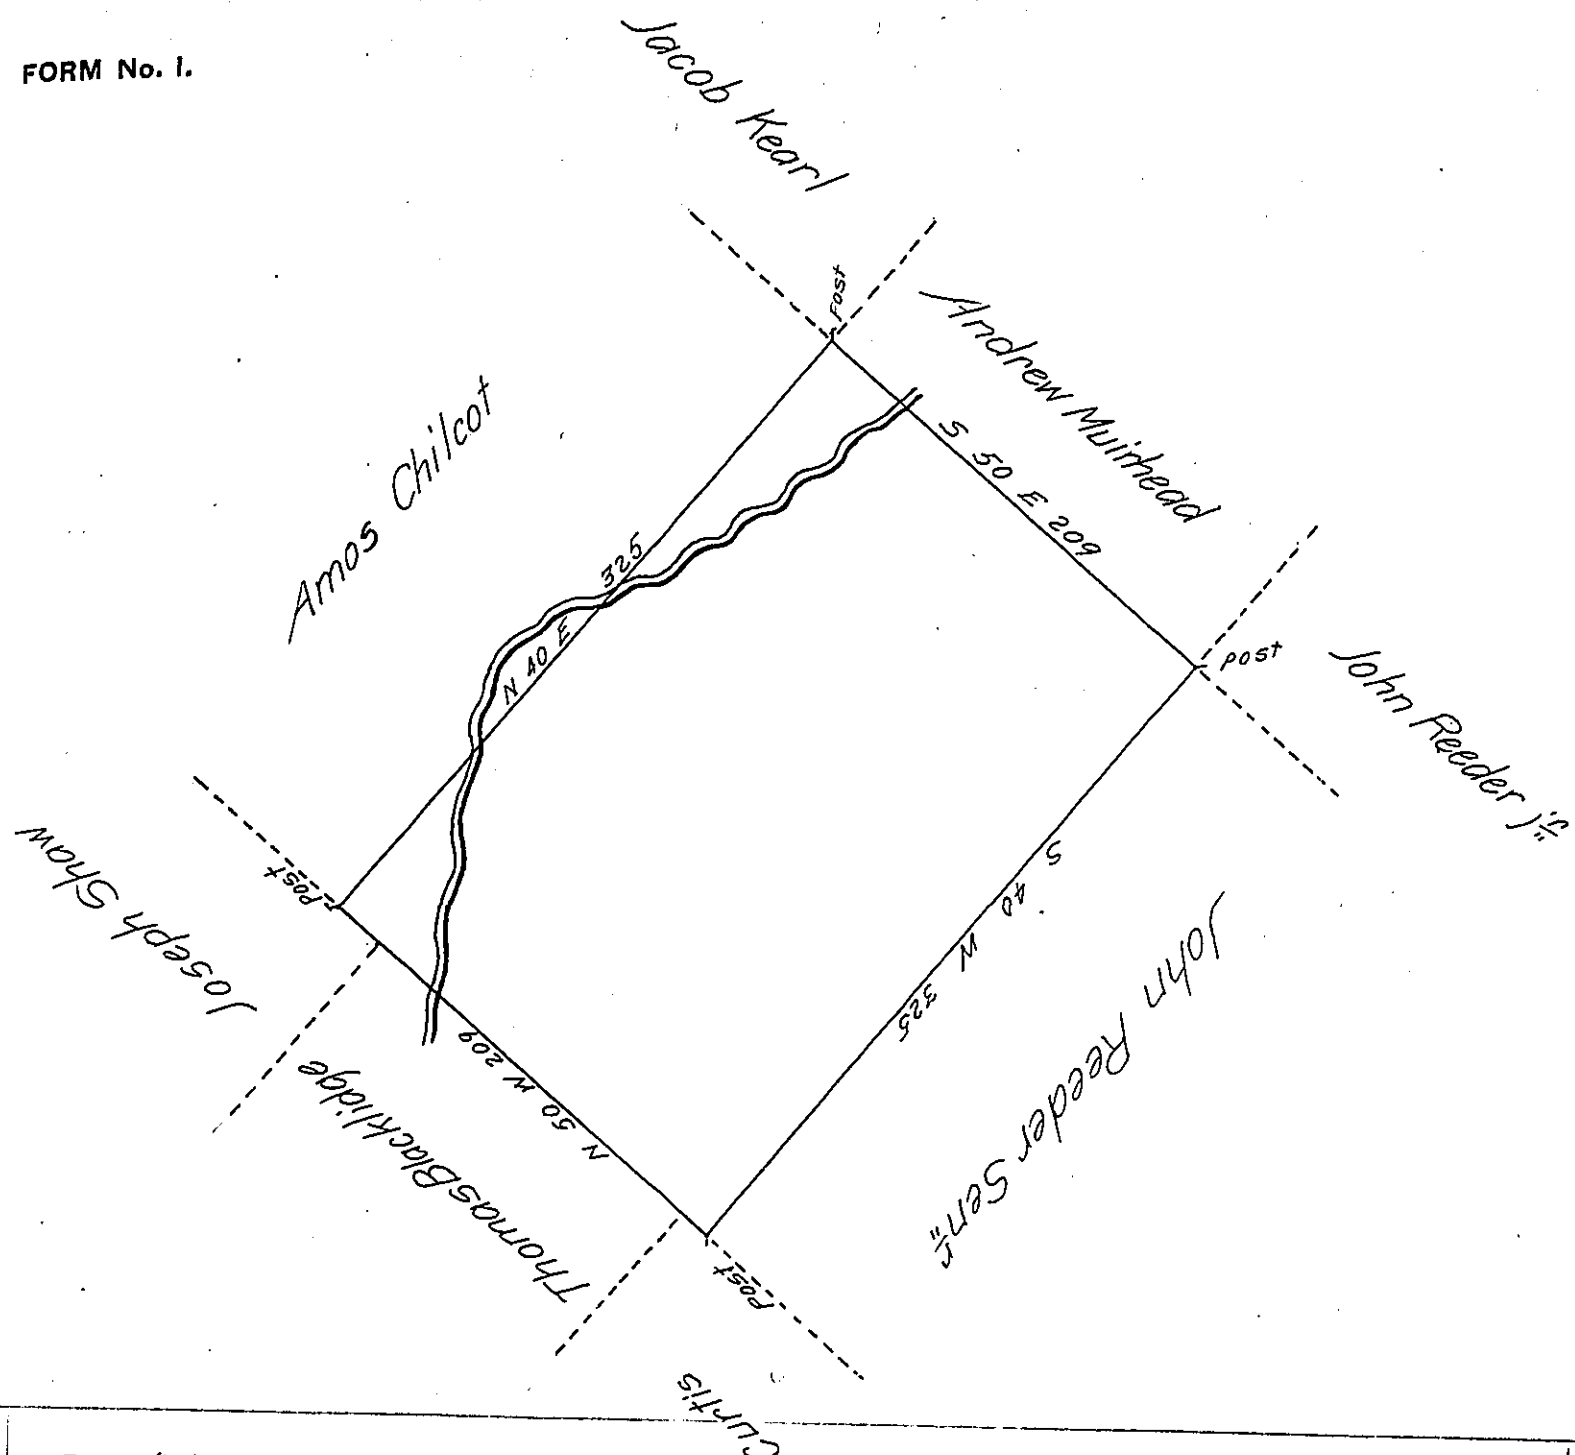 FORM No. 1.
Jacob Kearl
Post
Andrew Muirhead
S 50 E 209
Amos Chilcot
N 40 E 325
post
John Reeder Jr
Joseph Shaw
Post
S 40 W 325
John Reeder Senr
N 50 W 209
Thomas Blacklidge
Post
Curtis